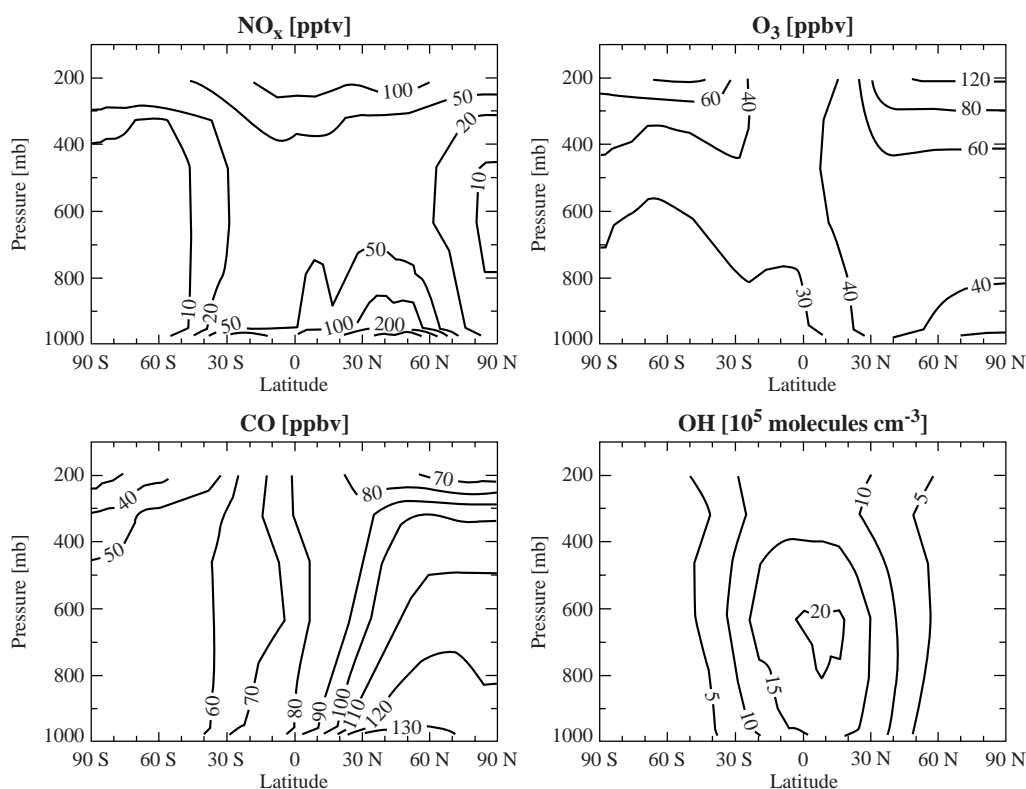 NOx [pptv]
200
400
600
800
1000
Pressure [mb]
100
50
20
10
50
10
20
50
100
200
90 S
60 S
30 S
0
30 N
60 N
90 N
Latitude
O3 [ppbv]
200
400
600
800
1000
Pressure [mb]
60
40
120
80
60
30
40
40
90 S
60 S
30 S
0
30 N
60 N
90 N
Latitude
CO [ppbv]
200
400
600
800
1000
Pressure [mb]
40
50
70
80
60
70
80
90
100
110
120
130
90 S
60 S
30 S
0
30 N
60 N
90 N
Latitude
OH [10⁵ molecules cm⁻³]
200
400
600
800
1000
Pressure [mb]
10
5
20
15
5
10
90 S
60 S
30 S
0
30 N
60 N
90 N
Latitude